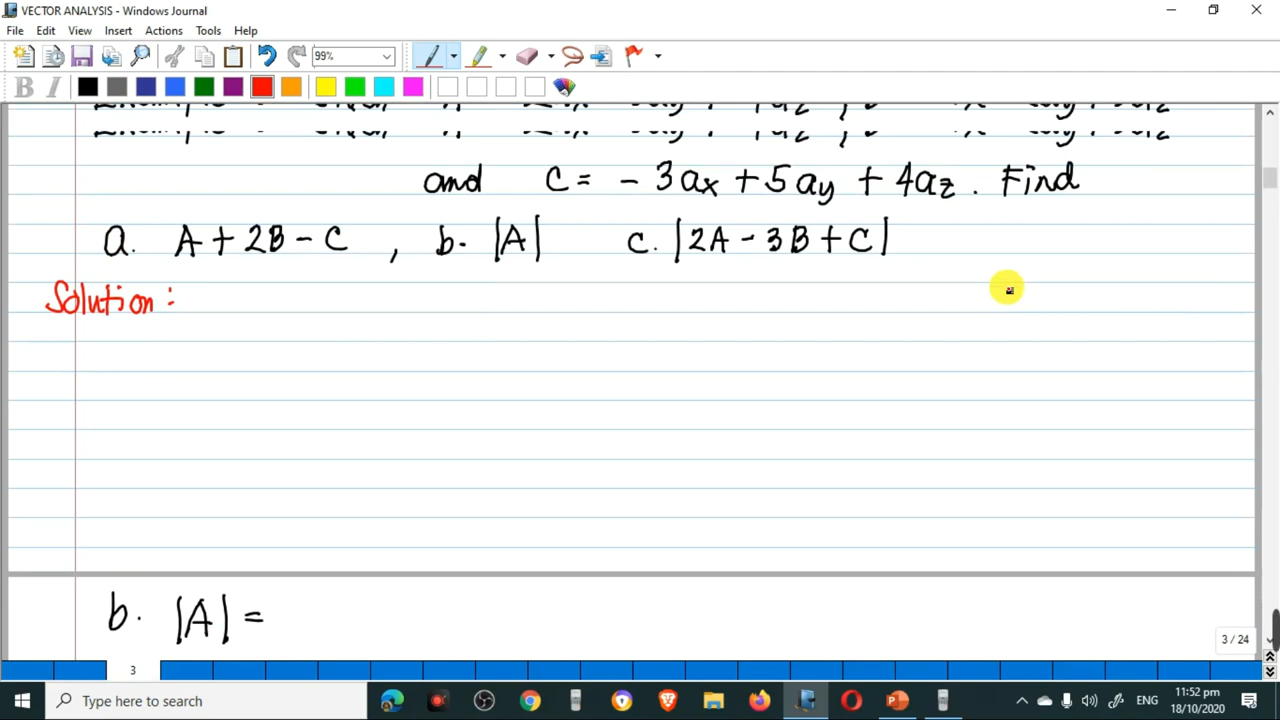 VECTOR ANALYSIS - Windows Journal
File Edit View Insert Actions Tools Help
99%
B I
and C = - 3ax + 5ay + 4az. Find
a. A + 2B - C , b. |A| c. |2A - 3B + C|
Solution:
b. |A| =
3 / 24
3
Type here to search
ENG
11:52 pm
18/10/2020